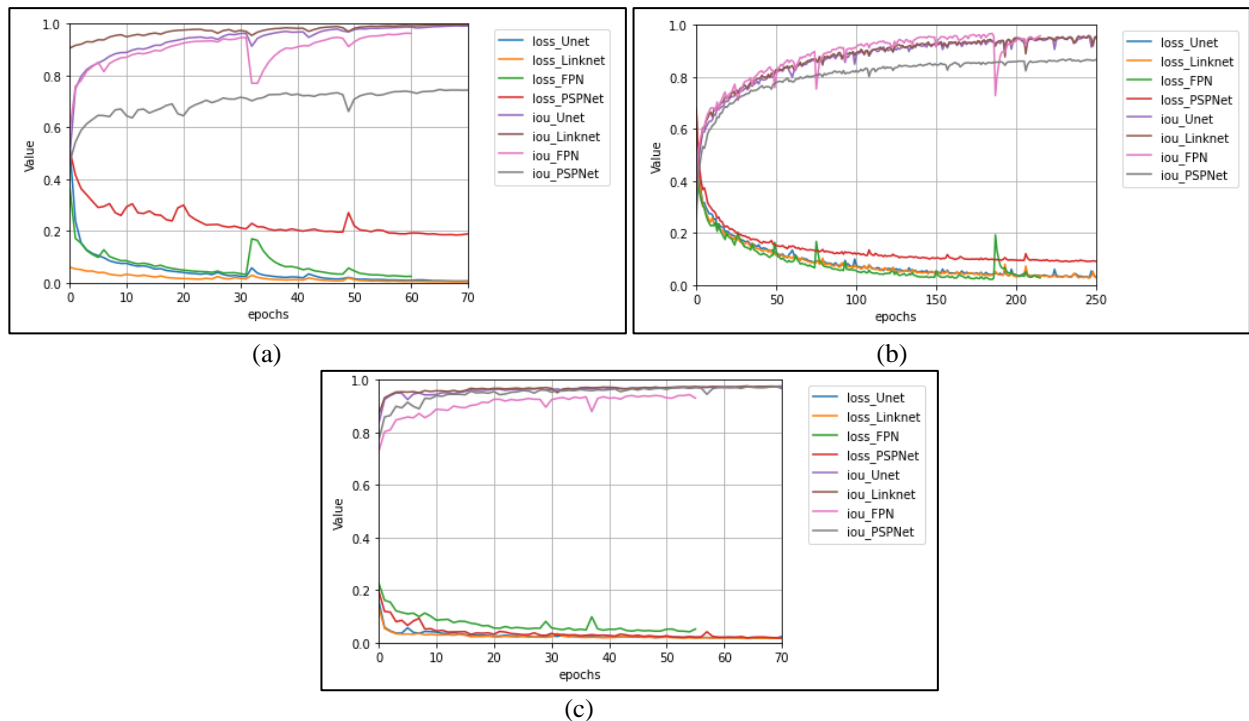 1.0
0.8
0.6
0.4
0.2
0.0
Value
0 10 20 30 40 50 60 70
epochs
loss_Unet
loss_Linknet
loss_FPN
loss_PSPNet
iou_Unet
iou_Linknet
iou_FPN
iou_PSPNet
(a)
1.0
0.8
0.6
0.4
0.2
0.0
Value
0 50 100 150 200 250
epochs
loss_Unet
loss_Linknet
loss_FPN
loss_PSPNet
iou_Unet
iou_Linknet
iou_FPN
iou_PSPNet
(b)
1.0
0.8
0.6
0.4
0.2
0.0
Value
0 10 20 30 40 50 60 70
epochs
loss_Unet
loss_Linknet
loss_FPN
loss_PSPNet
iou_Unet
iou_Linknet
iou_FPN
iou_PSPNet
(c)